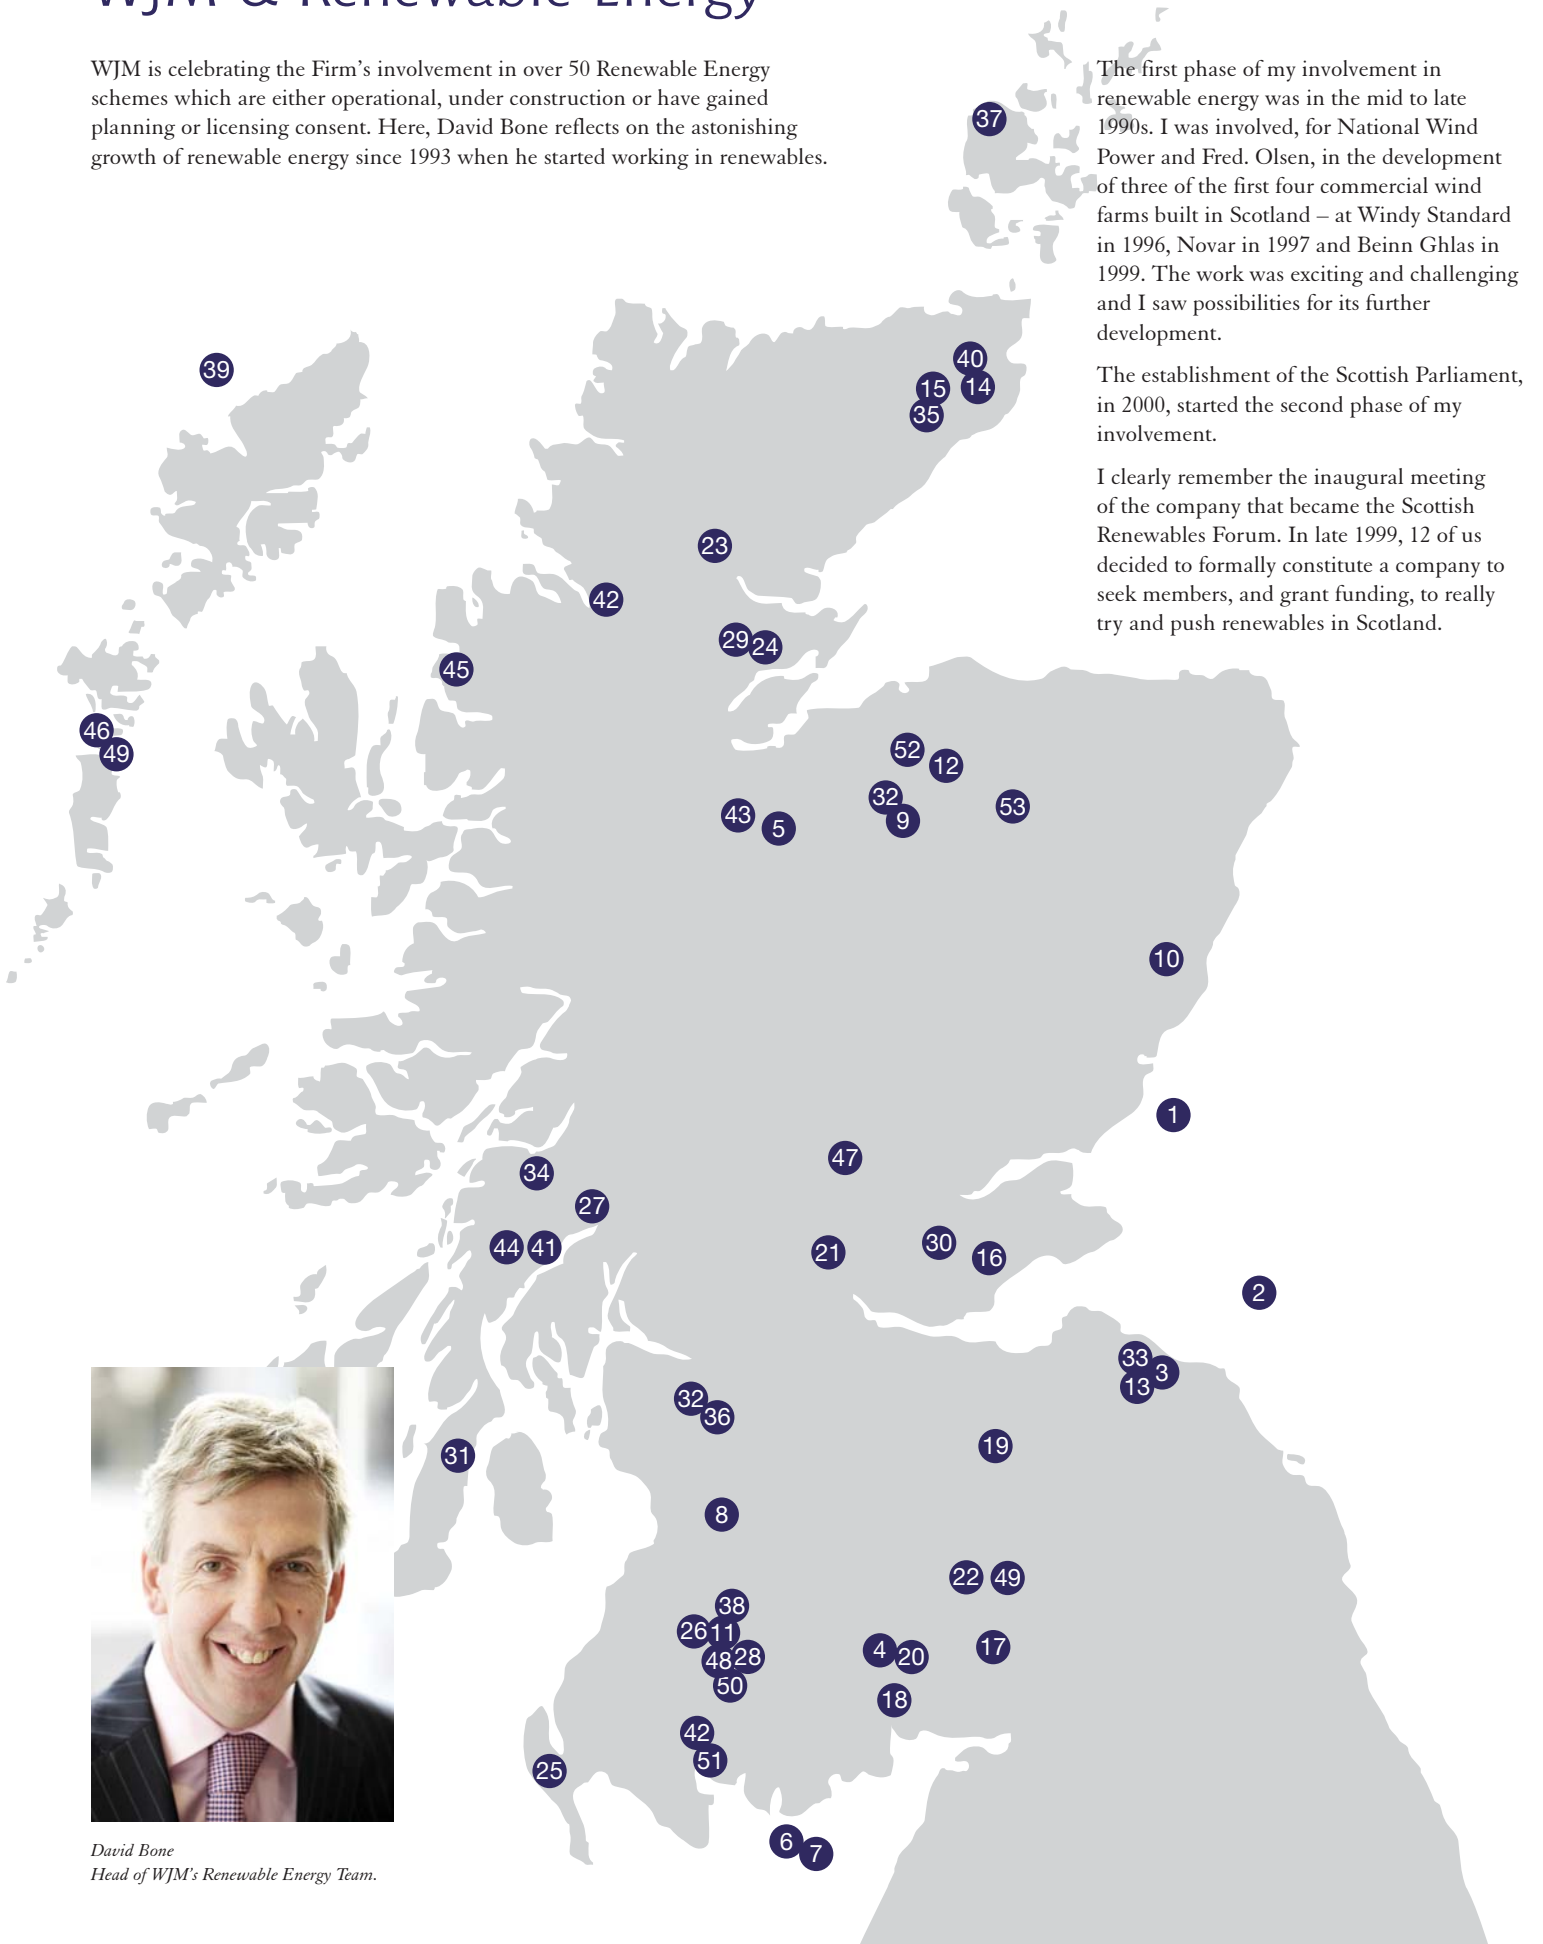 WJM & Renewable Energy
WJM is celebrating the Firm's involvement in over 50 Renewable Energy
schemes which are either operational, under construction or have gained
planning or licensing consent. Here, David Bone reflects on the astonishing
growth of renewable energy since 1993 when he started working in renewables.
The first phase of my involvement in
renewable energy was in the mid to late
1990s. I was involved, for National Wind
Power and Fred. Olsen, in the development
of three of the first four commercial wind
farms built in Scotland – at Windy Standard
in 1996, Novar in 1997 and Beinn Ghlas in
1999. The work was exciting and challenging
and I saw possibilities for its further
development.
The establishment of the Scottish Parliament,
in 2000, started the second phase of my
involvement.
I clearly remember the inaugural meeting
of the company that became the Scottish
Renewables Forum. In late 1999, 12 of us
decided to formally constitute a company to
seek members, and grant funding, to really
try and push renewables in Scotland.
37
40
39
15 14
35
23
42
29 24
45
46
49
52
12
32
53
43
9
5
10
1
47
34
27
30
44 41
21
16
2
33
3
13
32
36
19
31
8
22 49
38
26 11
17
4
20
48 28
50
18
42
51
25
6
7
David Bone
Head of WJM's Renewable Energy Team.